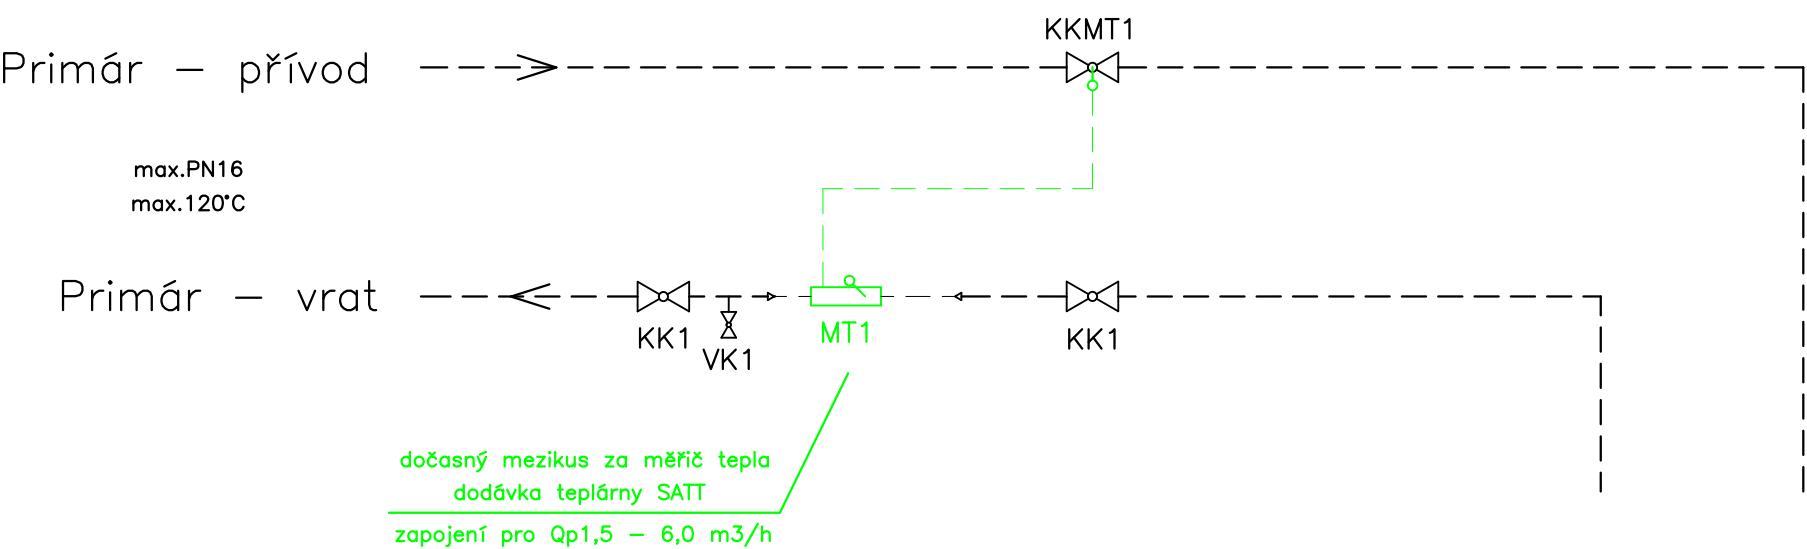 KKMT1
Primár – přívod
max.PN16
max.120°C
Primár – vrat
KK1
VK1
MT1
KK1
dočasný mezikus za měřič tepla
dodávka teplárny SATT
zapojení pro Qp1,5 – 6,0 m3/h